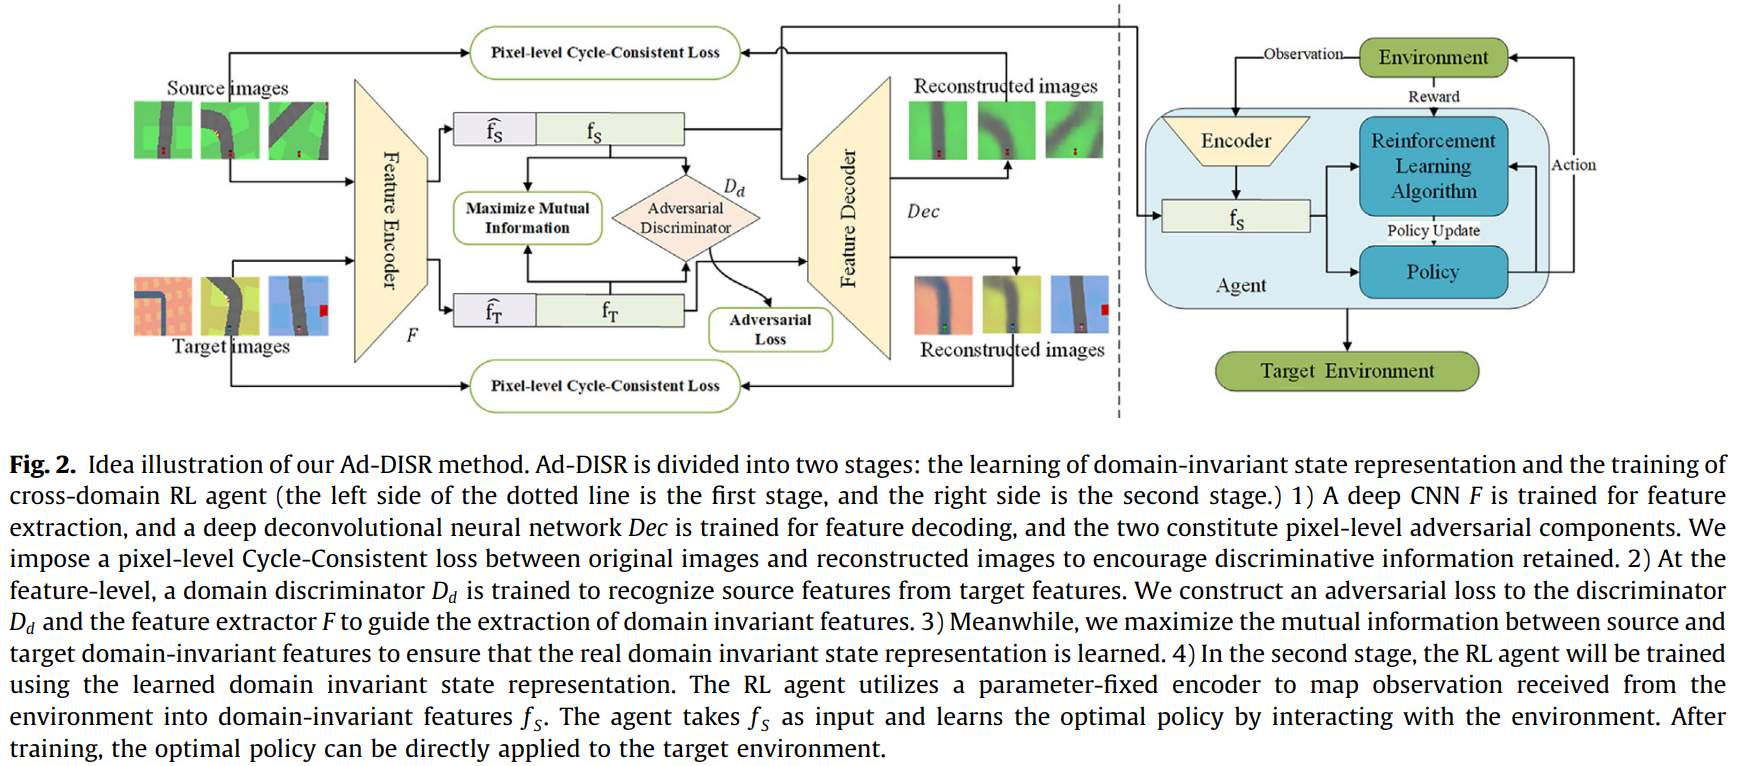 Pixel-level Cycle-Consistent Loss
Source images
Reconstructed images
Feature Encoder
F
f̂S
fS
Maximize Mutual
Information
Adversarial
Discriminator
Dd
f̂T
fT
Adversarial
Loss
Feature Decoder
Dec
Target images
Reconstructed images
Pixel-level Cycle-Consistent Loss
Observation
Environment
Reward
Encoder
Reinforcement
Learning
Algorithm
Action
fS
Policy Update
Policy
Agent
Target Environment
Fig. 2. Idea illustration of our Ad-DISR method. Ad-DISR is divided into two stages: the learning of domain-invariant state representation and the training of
cross-domain RL agent (the left side of the dotted line is the first stage, and the right side is the second stage.) 1) A deep CNN F is trained for feature
extraction, and a deep deconvolutional neural network Dec is trained for feature decoding, and the two constitute pixel-level adversarial components. We
impose a pixel-level Cycle-Consistent loss between original images and reconstructed images to encourage discriminative information retained. 2) At the
feature-level, a domain discriminator Dd is trained to recognize source features from target features. We construct an adversarial loss to the discriminator
Dd and the feature extractor F to guide the extraction of domain invariant features. 3) Meanwhile, we maximize the mutual information between source and
target domain-invariant features to ensure that the real domain invariant state representation is learned. 4) In the second stage, the RL agent will be trained
using the learned domain invariant state representation. The RL agent utilizes a parameter-fixed encoder to map observation received from the
environment into domain-invariant features fS. The agent takes fS as input and learns the optimal policy by interacting with the environment. After
training, the optimal policy can be directly applied to the target environment.